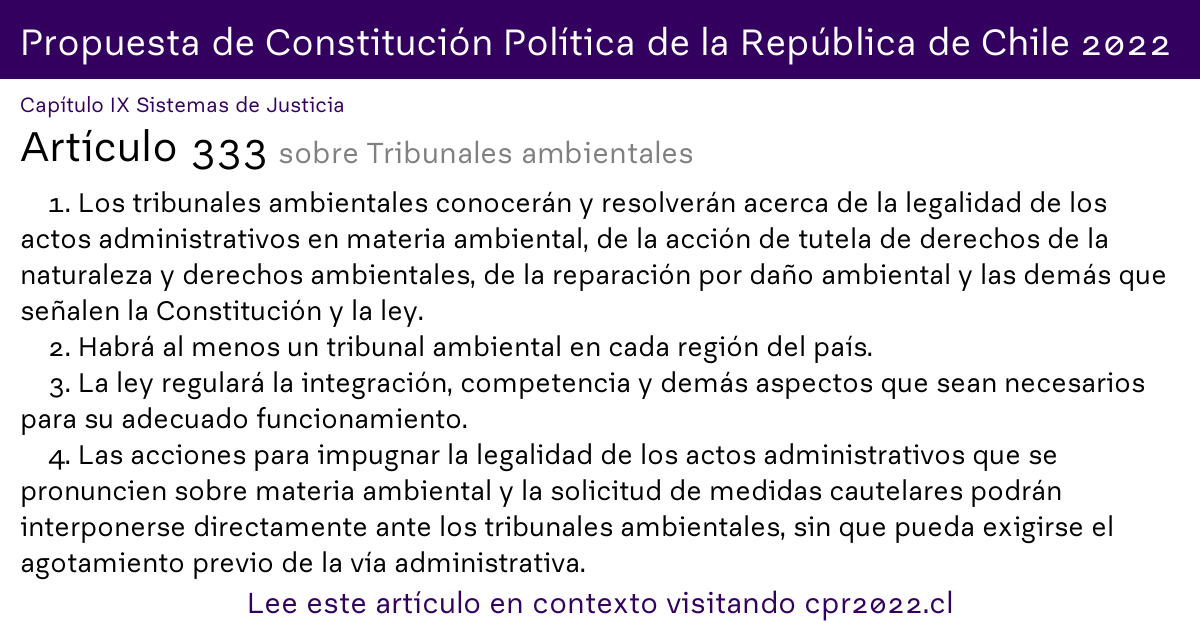 Propuesta de Constitución Política de la República de Chile 2022
Capítulo IX Sistemas de Justicia
Artículo 333 sobre Tribunales ambientales
1. Los tribunales ambientales conocerán y resolverán acerca de la legalidad de los
actos administrativos en materia ambiental, de la acción de tutela de derechos de la
naturaleza y derechos ambientales, de la reparación por daño ambiental y las demás que
señalen la Constitución y la ley.
2. Habrá al menos un tribunal ambiental en cada región del país.
3. La ley regulará la integración, competencia y demás aspectos que sean necesarios
para su adecuado funcionamiento.
4. Las acciones para impugnar la legalidad de los actos administrativos que se
pronuncien sobre materia ambiental y la solicitud de medidas cautelares podrán
interponerse directamente ante los tribunales ambientales, sin que pueda exigirse el
agotamiento previo de la vía administrativa.
Lee este artículo en contexto visitando cpr2022.cl